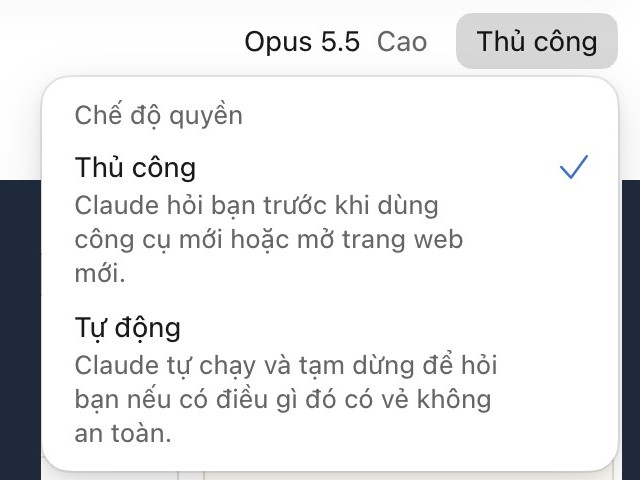 Opus 5.5 Cao Thủ công
Chế độ quyền
Thủ công
Claude hỏi bạn trước khi dùng
công cụ mới hoặc mở trang web
mới.
Tự động
Claude tự chạy và tạm dừng để hỏi
bạn nếu có điều gì đó có vẻ không
an toàn.